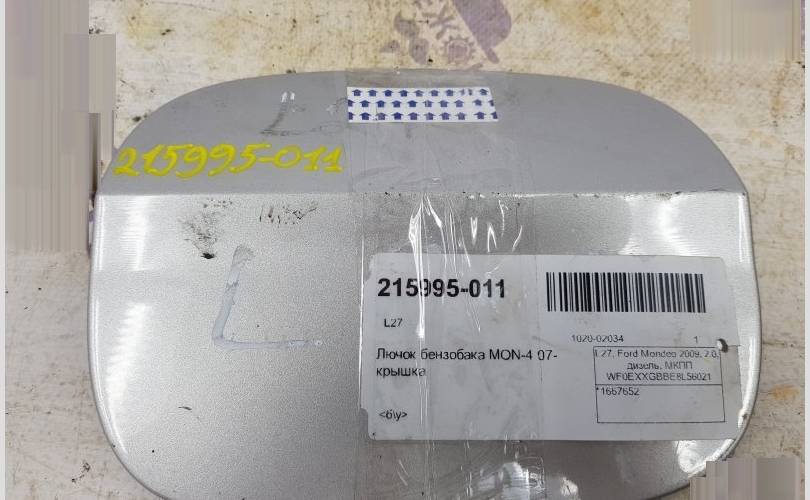 215995-011
L
215995-011
L27
1020-02034 1
Лючок бензобака MON-4 07-
крышка
L27, Ford Mondeo 2009, 2.0,
дизель, МКПП
WF0EXXGBBE8L56021
*1667652
<б\у>